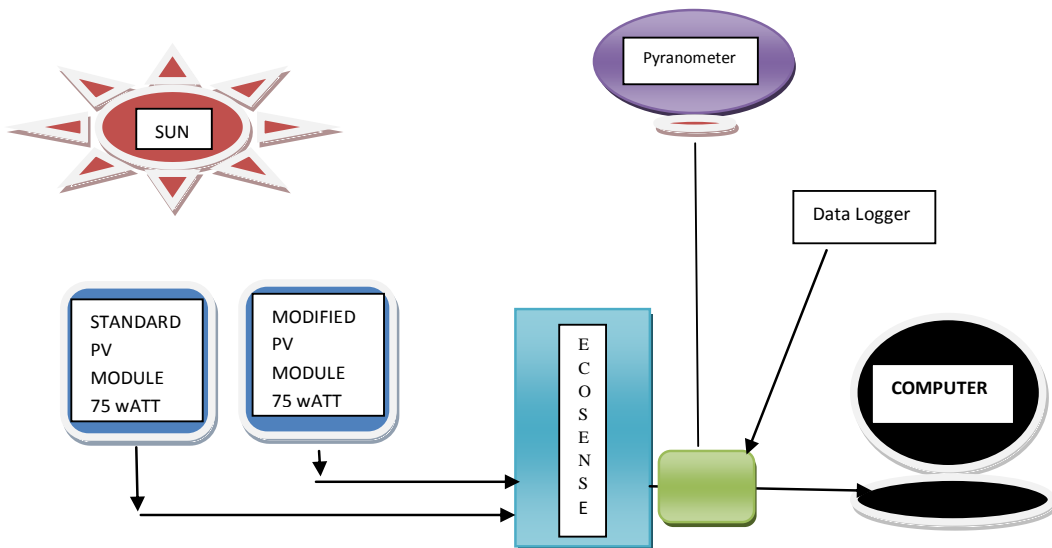 SUN
Pyranometer
Data Logger
STANDARD
PV
MODULE
75 wATT
MODIFIED
PV
MODULE
75 wATT
E
C
O
S
E
N
S
E
COMPUTER